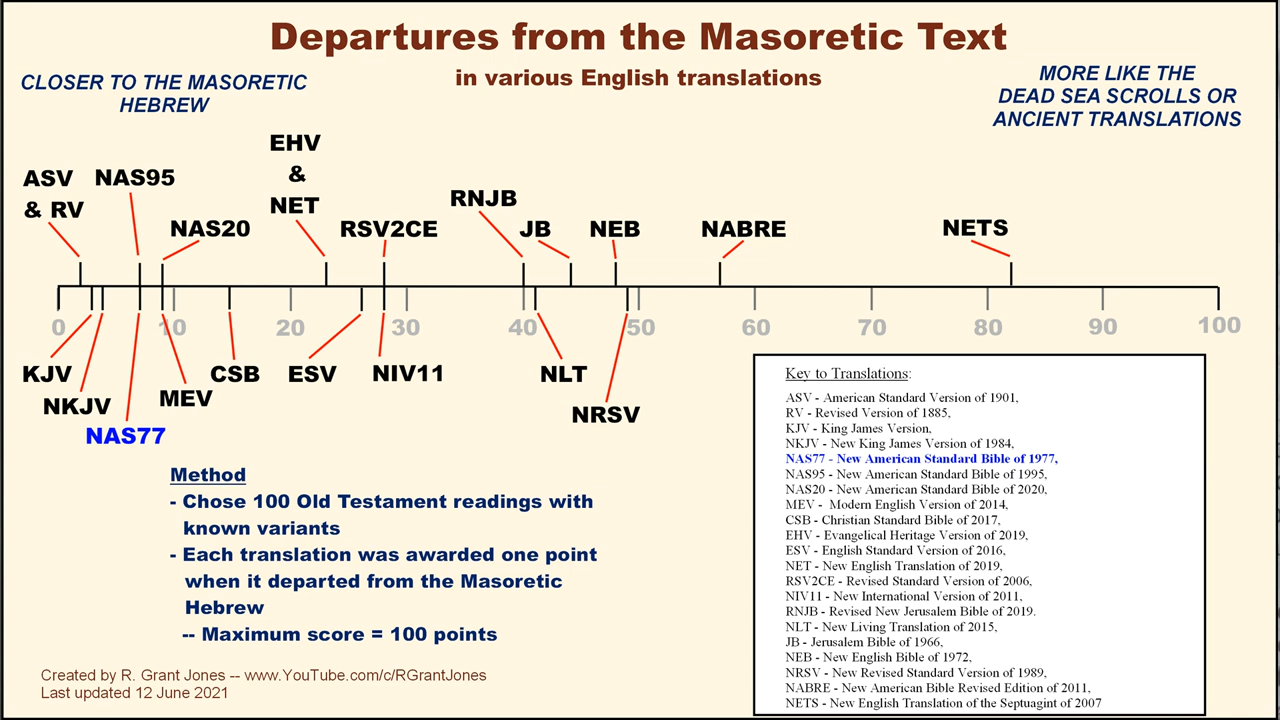 Departures from the Masoretic Text
in various English translations
CLOSER TO THE MASORETIC
HEBREW
MORE LIKE THE
DEAD SEA SCROLLS OR
ANCIENT TRANSLATIONS
ASV
& RV
NAS95
NAS20
EHV
&
NET
RSV2CE
RNJB
JB
NEB
NABRE
NETS
0 10 20 30 40 50 60 70 80 90 100
KJV
NKJV
NAS77
MEV
CSB
ESV
NIV11
NLT
NRSV
Method
- Chose 100 Old Testament readings with
known variants
- Each translation was awarded one point
when it departed from the Masoretic
Hebrew
-- Maximum score = 100 points
Created by R. Grant Jones -- www.YouTube.com/c/RGrantJones
Last updated 12 June 2021
Key to Translations:
ASV - American Standard Version of 1901,
RV - Revised Version of 1885,
KJV - King James Version,
NKJV - New King James Version of 1984,
NAS77 - New American Standard Bible of 1977,
NAS95 - New American Standard Bible of 1995,
NAS20 - New American Standard Bible of 2020,
MEV - Modern English Version of 2014,
CSB - Christian Standard Bible of 2017,
EHV - Evangelical Heritage Version of 2019,
ESV - English Standard Version of 2016,
NET - New English Translation of 2019,
RSV2CE - Revised Standard Version of 2006,
NIV11 - New International Version of 2011,
RNJB - Revised New Jerusalem Bible of 2019.
NLT - New Living Translation of 2015,
JB - Jerusalem Bible of 1966,
NEB - New English Bible of 1972,
NRSV - New Revised Standard Version of 1989,
NABRE - New American Bible Revised Edition of 2011,
NETS - New English Translation of the Septuagint of 2007